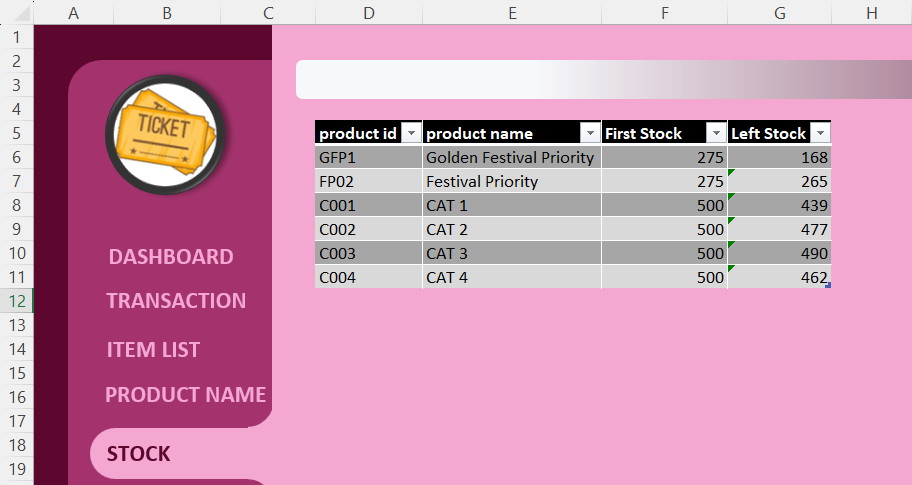 A B C D E F G H
1
2
3
4
5 product id product name First Stock Left Stock
6 GFP1 Golden Festival Priority 275 168
7 FP02 Festival Priority 275 265
8 C001 CAT 1 500 439
9 C002 CAT 2 500 477
10 C003 CAT 3 500 490
11 C004 CAT 4 500 462
12
13
14
15
16
17
18
19
TICKET
DASHBOARD
TRANSACTION
ITEM LIST
PRODUCT NAME
STOCK